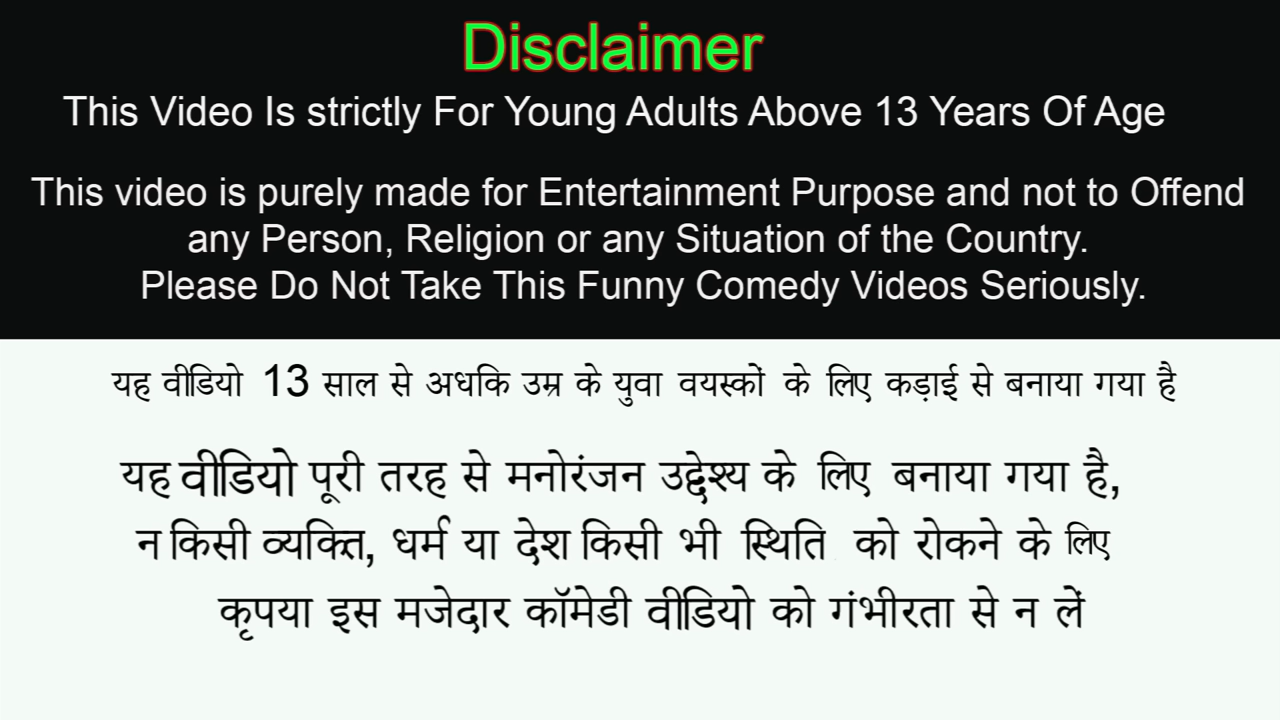 Disclaimer
This Video Is strictly For Young Adults Above 13 Years Of Age
This video is purely made for Entertainment Purpose and not to Offend
any Person, Religion or any Situation of the Country.
Please Do Not Take This Funny Comedy Videos Seriously.
यह वीडियो 13 साल से अधकि उम्र के युवा वयस्कों के लिए कड़ाई से बनाया गया है
यह वीडियो पूरी तरह से मनोरंजन उद्देश्य के लिए बनाया गया है,
न किसी व्यक्ति, धर्म या देश किसी भी स्थिति को रोकने के लिए
कृपया इस मजेदार कॉमेडी वीडियो को गंभीरता से न लें